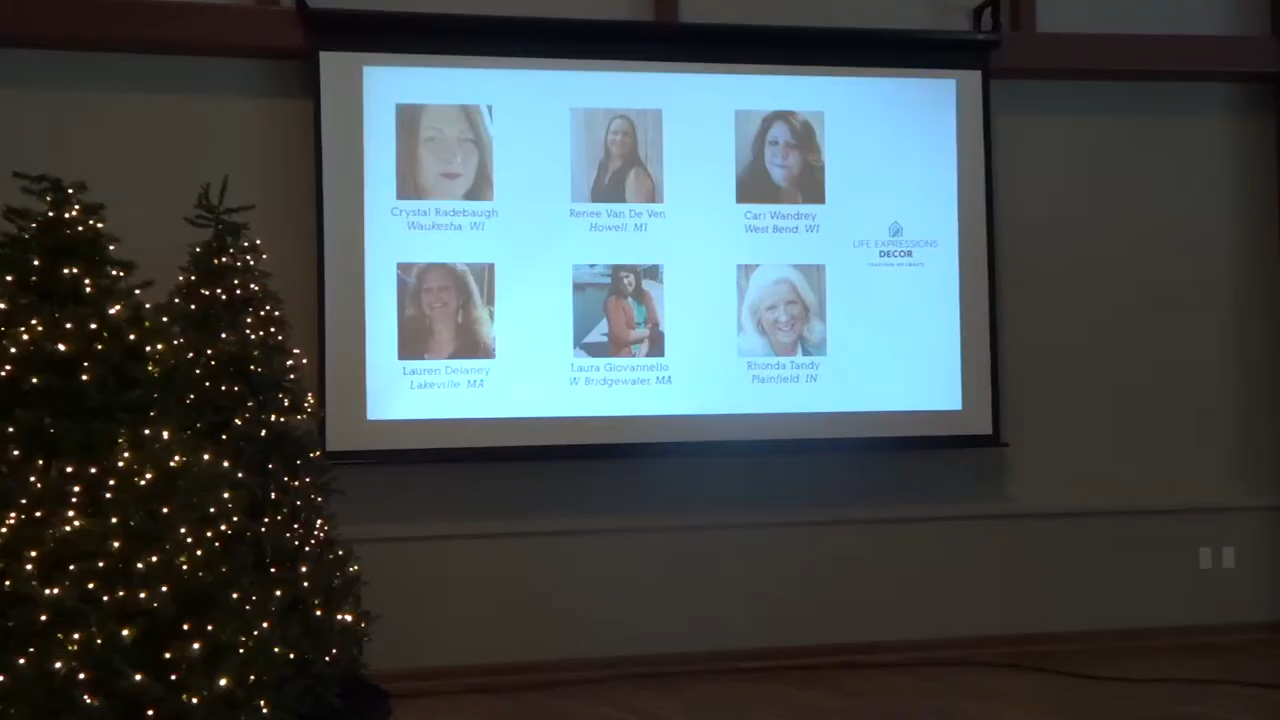 Crystal Radebaugh
Waukesha, WI
Renee Van De Ven
Howell, MI
Cari Wandrey
West Bend, WI
LIFE EXPRESSIONS
DECOR
Lauren Delaney
Lakeville, MA
Laura Giovannello
W Bridgewater, MA
Rhonda Tandy
Plainfield, IN